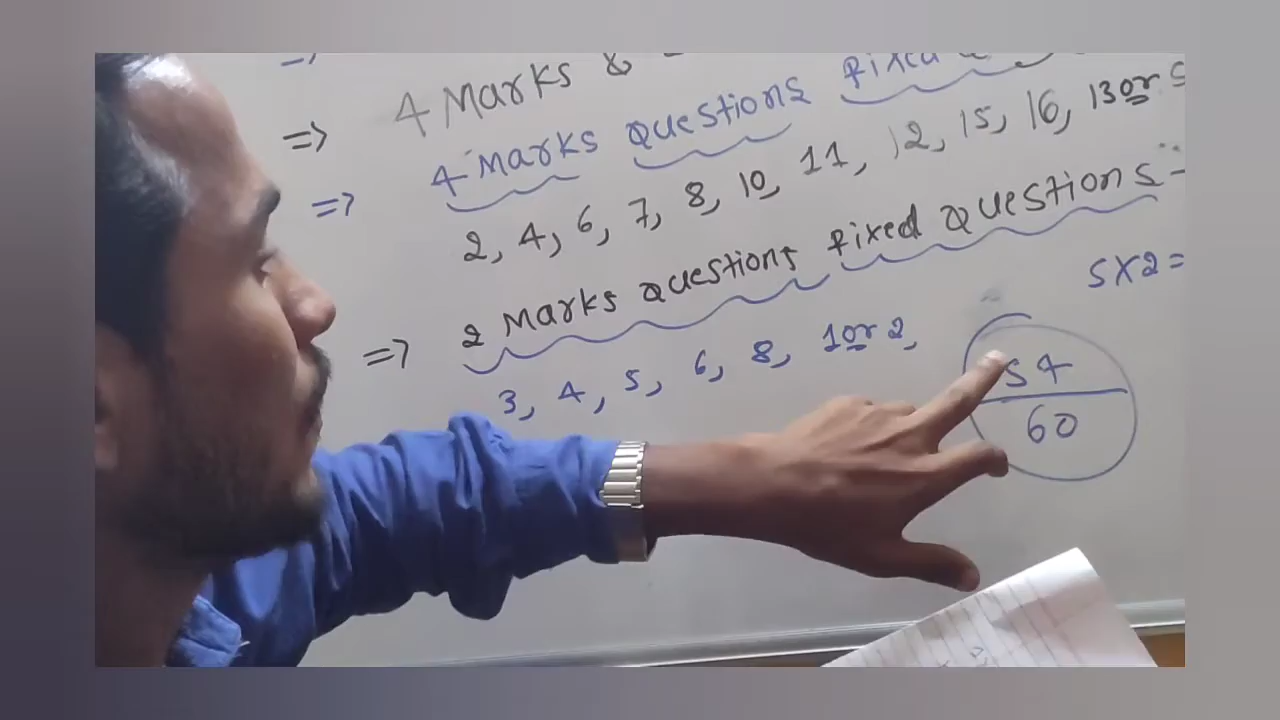 => 4 Marks &
=> 4 Marks questions fixed
2, 4, 6, 7, 8, 10, 11, 12, 15, 16, 13 or 5
=> 2 Marks questions fixed questions -
3, 4, 5, 6, 8, 1 or 2,
5X2=
54
60